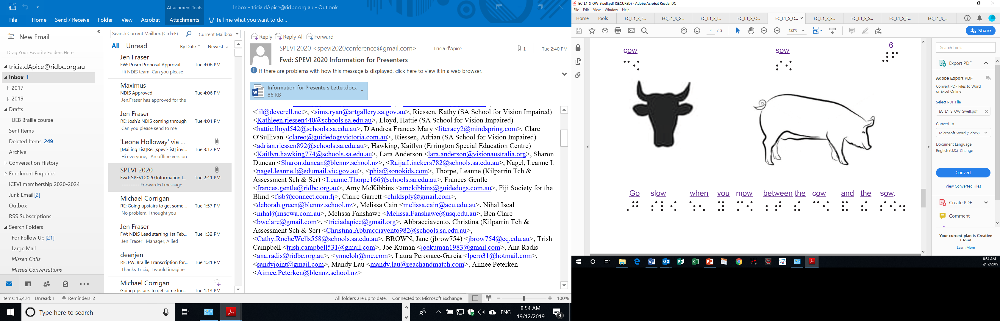 Attachment Tools
Inbox - tricia.dApice@ridbc.org.au - Outlook
File Home Send / Receive Folder View Acrobat Attachments Tell me what you want to do...
New Email
Drag Your Favorite Folders Here
tricia.dApice@ridbc.org.au
Inbox 1
2017
2019
Drafts
UEB Braille course
Sent Items
Deleted Items 249
Archive
Conversation History
Enrolment Enquiries
ICEVI membership 2020-2024
Junk Email [2]
Outbox
RSS Subscriptions
Search Folders
For Follow Up [21]
Large Mail
Missed Calls
Missed Conversations
Search Current Mailbox (Ctrl+E) Current Mailbox
All Unread By Date Newest
Jen Fraser
FW: Prism Proposal Approval Tue 4:06 PM
Hi NDIS team Can you please
Maximus
NDIS Approved Tue 4:06 PM
Jen.Fraser has approved for the
Jen Fraser
RE: Josh's NDIS coming through Tue 4:01 PM
Can you please send to me
'Leona Holloway' via ...
[Mailing List]Re: [spevi-list] invi... Tue 3:12 PM
Hi everyone, An offline version
SPEVI 2020
Fwd: SPEVI 2020 Information f... Tue 2:41 PM
---------- Forwarded message
Michael Corrigan
RE: Going upstairs to get some ... Tue 1:57 PM
No problem, I thought you
Jen Fraser
FW: NDIS Lead starting 1st Feb... Tue 1:32 PM
Jen Fraser Manager, Allied
deanjen
RE: FW: Braille Transcription for... Tue 1:31 PM
Thanks Tricia, I would imagine
Michael Corrigan
Going upstairs to get some lun... Tue 1:13 PM
Reply Reply All Forward
SPEVI 2020 <spevi2020conference@gmail.com> Tricia d'Apice 1 Tue 2:40 PM
Fwd: SPEVI 2020 Information for Presenters
If there are problems with how this message is displayed, click here to view it in a web browser.
Information for Presenters Letter.docx
86 KB
<lil@deverell.net>, <sims.ryan@artgallery.sa.gov.au>, Riessen, Kathy (SA School for Vision Impaired)
<Kathleen.riessen440@schools.sa.edu.au>, Lloyd, Hattie (SA School for Vision Impaired)
<hattie.lloyd542@schools.sa.edu.au>, D'Andrea Frances Mary <literacy2@mindspring.com>, Clare
O'Sullivan <clareo@guidedogsvictoria.com.au>, Riessen, Adrian (SA School for Vision Impaired)
<adrian.riessen892@schools.sa.edu.au>, Hawking, Kaitlyn (Errington Special Education Centre)
<Kaitlyn.hawking774@schools.sa.edu.au>, Lara Anderson <lara.anderson@visionaustralia.org>, Sharon
Duncan <Sharon.duncan@blennz.school.nz>, <Raija.Linckers782@schools.sa.edu.au>, Nagel, Leanne L
<nagel.leanne.l@edumail.vic.gov.au>, <phia@sonokids.com>, Thorpe, Leanne (Kilparrin Tch &
Assessment Sch & Ser) <Leanne.Thorpe166@schools.sa.edu.au>, Frances Gentle
<frances.gentle@ridbc.org.au>, Amy McKibbins <amckibbins@guidedogs.com.au>, Fiji Society for the
Blind <fjsb@connect.com.fj>, Claire Garrett <childsply@gmail.com>,
<deborah.green@blennz.school.nz>, Melissa Cain <melissa.cain@acu.edu.au>, Nihal Iscal
<nihal@mscwa.com.au>, Melissa Fanshawe <Melissa.Fanshawe@usq.edu.au>, Ben Clare
<bwclare@gmail.com>, <triciadapice@gmail.org>, Abbracciavento, Christina (Kilparrin Tch &
Assessment Sch & Ser) <Christina.Abbracciavento982@schools.sa.edu.au>,
<Cathy.RocheWells558@schools.sa.edu.au>, BROWN, Jane (jbrow754) <jbrow754@eq.edu.au>, Trish
Campbell <trish.campbell531@gmail.com>, Joe Kuman <joekuman1983@gmail.com>, Ana Radis
<ana.radis@ridbc.org.au>, <ynneloh@me.com>, Laura Peronace-Garcia <lpero31@hotmail.com>,
<sandyjoint@gmail.com>, Mandy Lau <mandy.lau@reachandmatch.com>, Aimee Peterken
<Aimee.Peterken@blennz.school.nz>
Items: 16,424 Unread: 1 Reminders: 2 All folders are up to date. Connected to: Microsoft Exchange 100%
Type here to search ENG 8:54 AM
19/12/2019 3
EC_L1_S_OW_Swell.pdf (SECURED) - Adobe Acrobat Reader DC
File Edit View Window Help
Home Tools EC_L1_S_E... EC_L1_S_G... EC_L1_S_I... EC_L1_S_O... EC_L1_S_O... EC_L1_S_S... EC_L1_S_S... EC_L1_S_T... EC_L1_S_...
4 / 5 122% Share
6
cow sow
⠉⠪ ⠎⠪
Go slow when you mow between the cow and the sow.
Search tools
Export PDF
Adobe Export PDF
Convert PDF Files to Word
or Excel Online
Select PDF File
EC_L1_S_OW_Swell.pdf
Convert to
Microsoft Word (*.docx)
Document Language:
English (U.S.) Change
Convert
View Converted Files
Create PDF
Comment
Your current plan is Creative
Cloud
Learn More
8:54 AM
19/12/2019